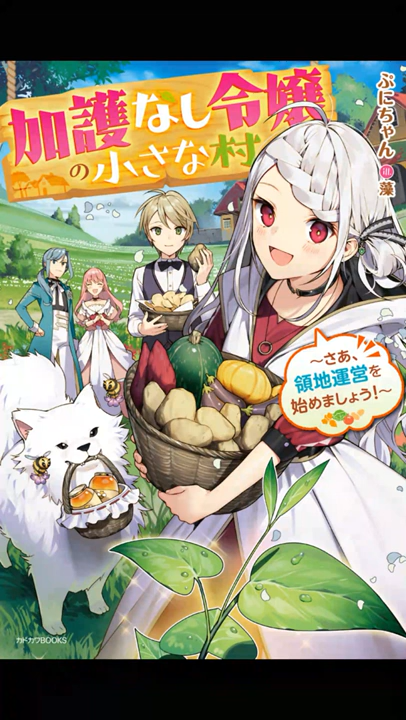 加護なし令嬢
の小さな村
ぷにちゃん
ill.藻
〜さあ、
領地運営を
始めましょう!〜
カドカワBOOKS